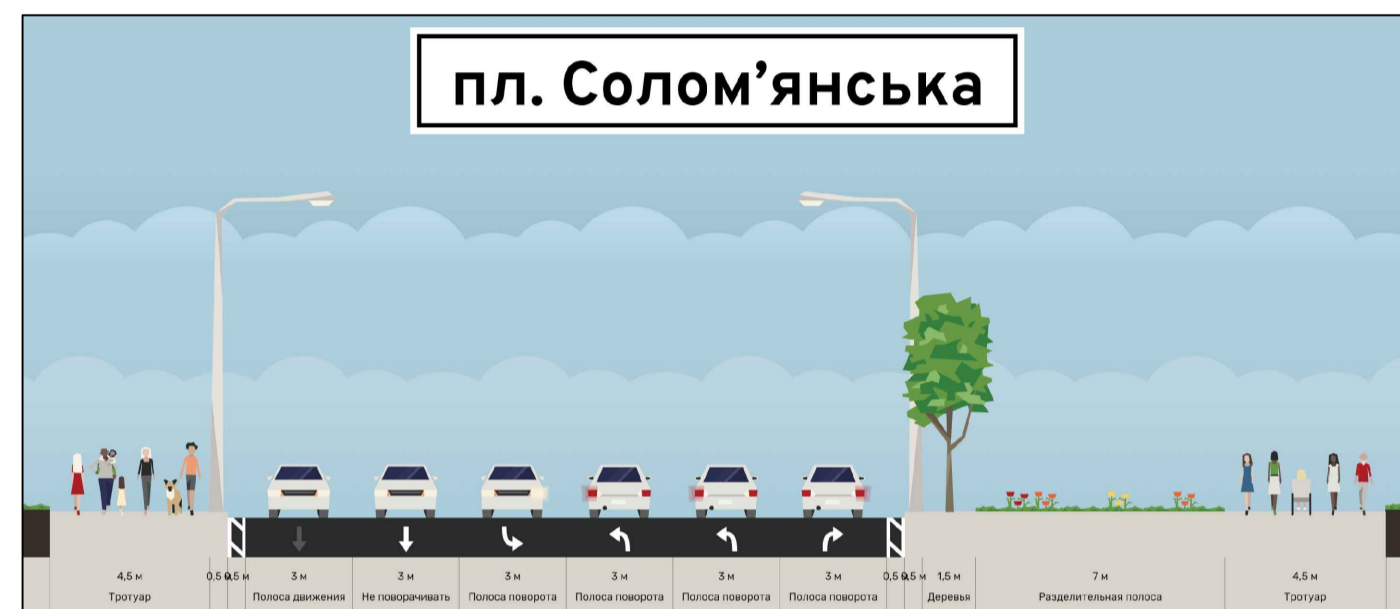 пл. Солом’янська
4,5 м 0,5 м 0,5 м 3 м 3 м 3 м 3 м 3 м 3 м 0,5 м 0,5 м 1,5 м 7 м 4,5 м
Тротуар Полоса движения Не поворачивать Полоса поворота Полоса поворота Полоса поворота Полоса поворота Деревья Разделительная полоса Тротуар